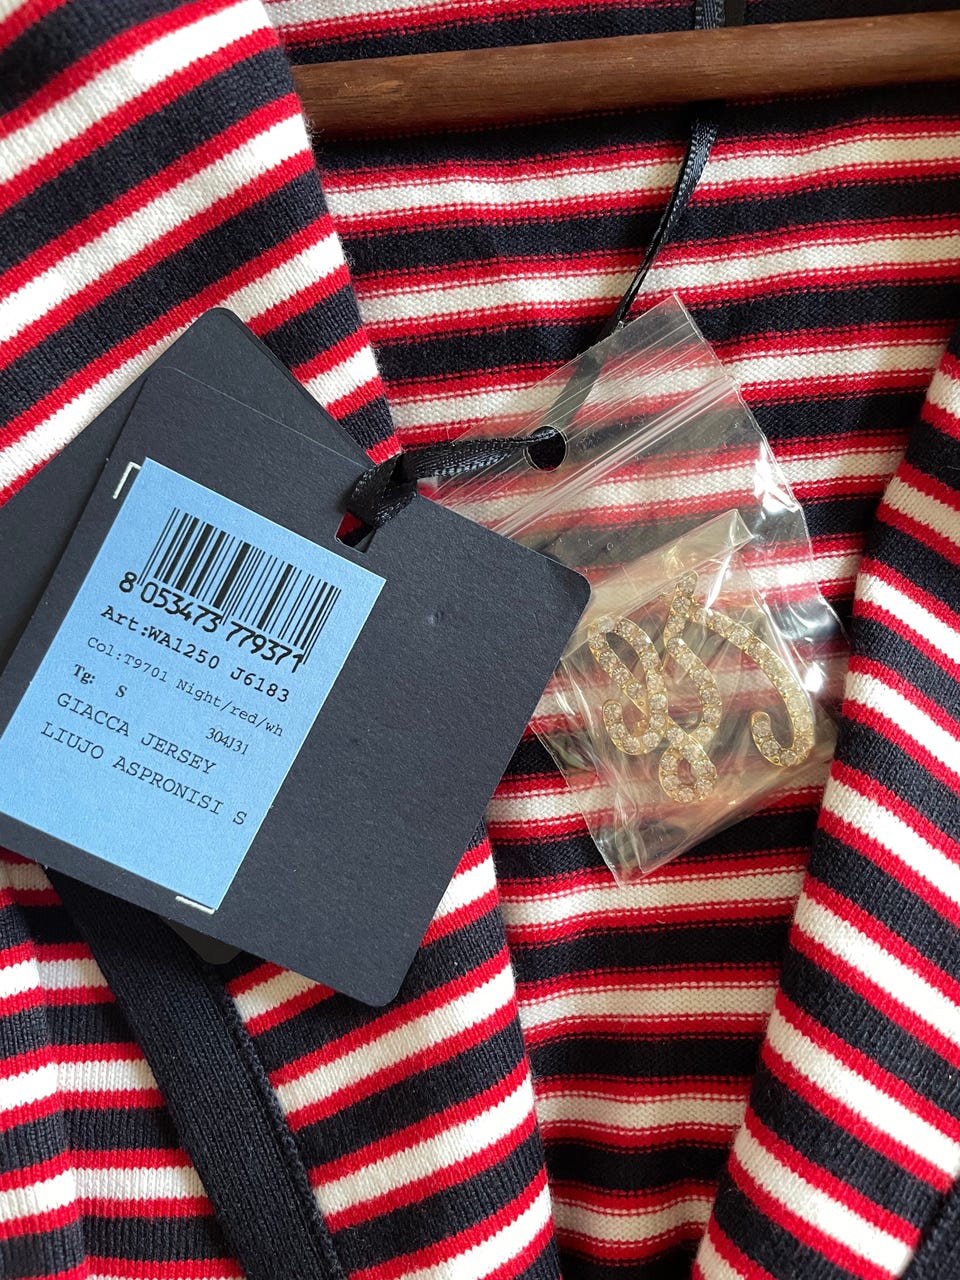 8 053473 779371
Art:WA1250 J6183
Col:T9701 Night/red/wh
Tg: S
304J31
GIACCA JERSEY
LIUJO ASPRONISI S